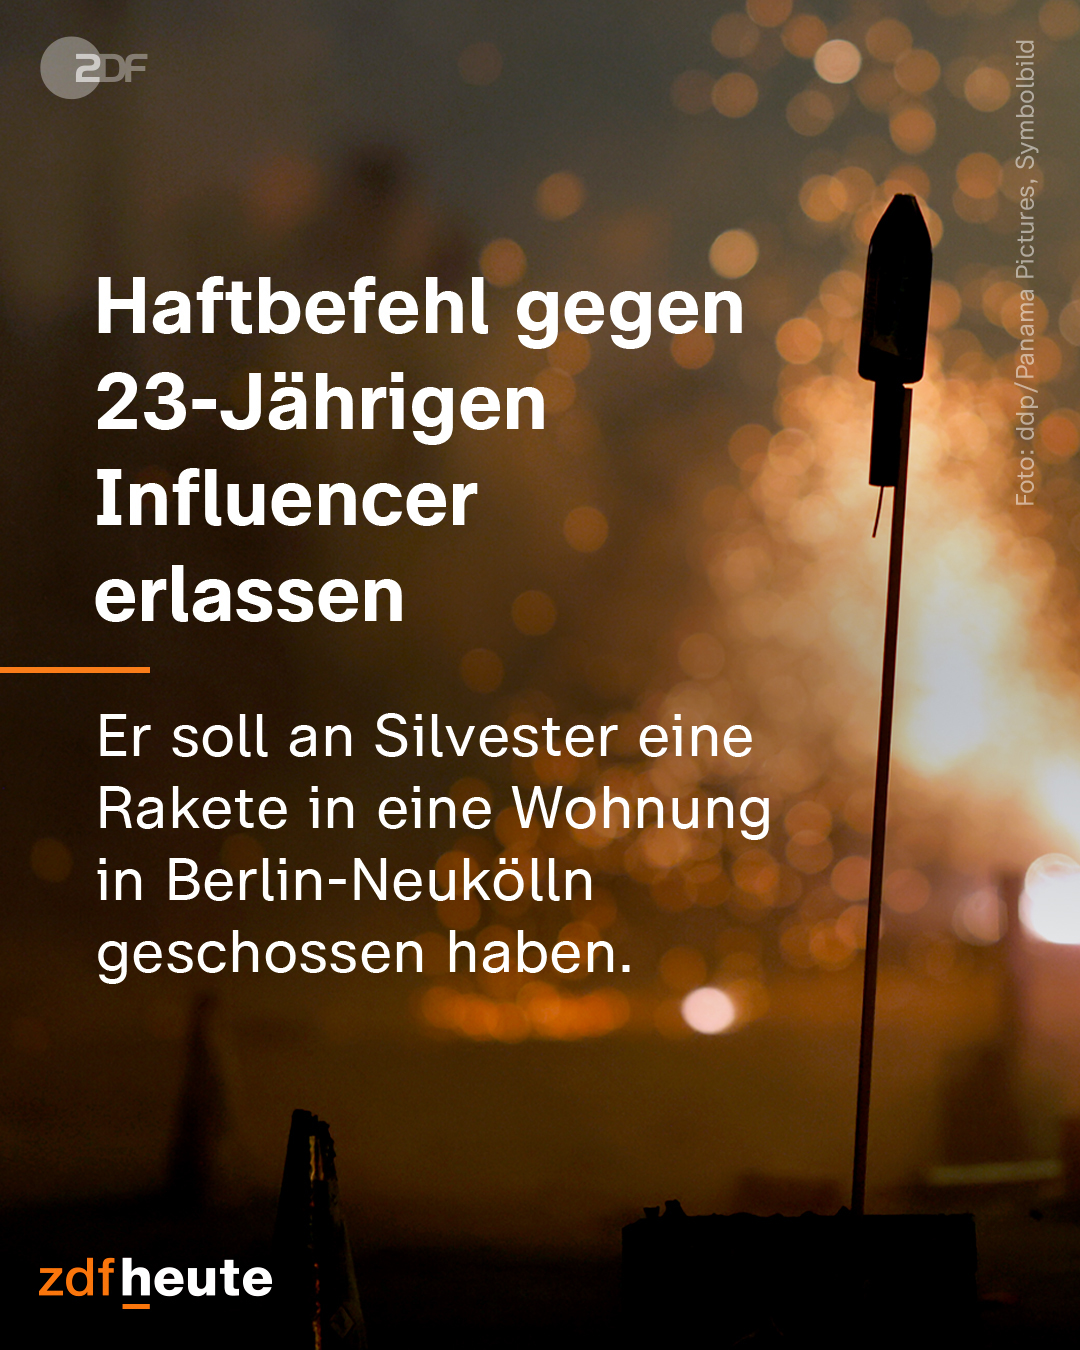 ZDF
Foto: ddp/Panama Pictures, Symbolbild
Haftbefehl gegen
23-Jährigen
Influencer
erlassen
Er soll an Silvester eine
Rakete in eine Wohnung
in Berlin-Neukölln
geschossen haben.
zdfheute